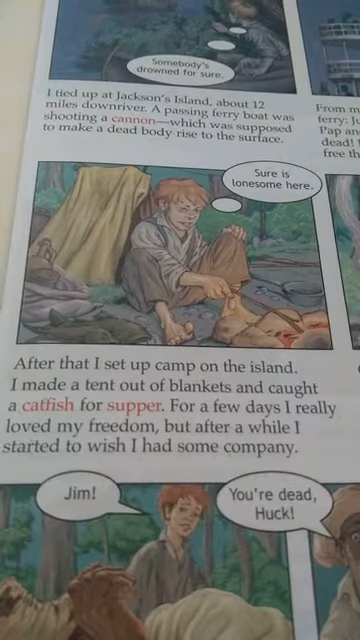 Somebody's
drowned for sure.
I tied up at Jackson's Island, about 12
miles downriver. A passing ferry boat was
shooting a cannon—which was supposed
to make a dead body rise to the surface.
From m
ferry: Ju
Pap an
dead!
free th
Sure is
lonesome here.
After that I set up camp on the island.
I made a tent out of blankets and caught
a catfish for supper. For a few days I really
loved my freedom, but after a while I
started to wish I had some company.
Jim!
You're dead,
Huck!